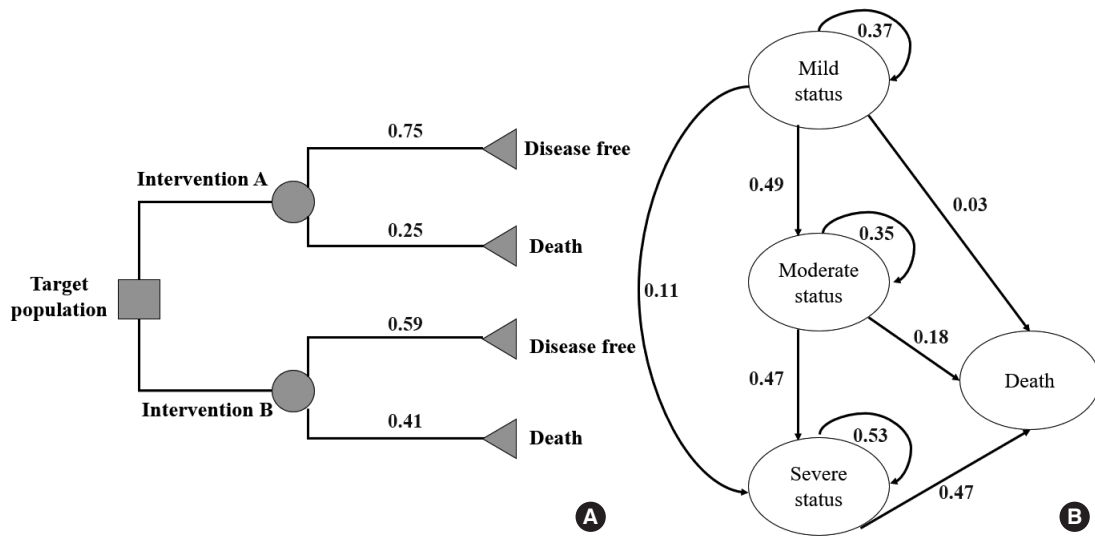 0.75
Disease free
Intervention A
0.25
Death
Target
population
0.59
Disease free
Intervention B
0.41
Death
A
0.37
Mild
status
0.49
0.03
0.35
Moderate
status
0.11
0.18
0.47
Death
0.53
Severe
status
0.47
B